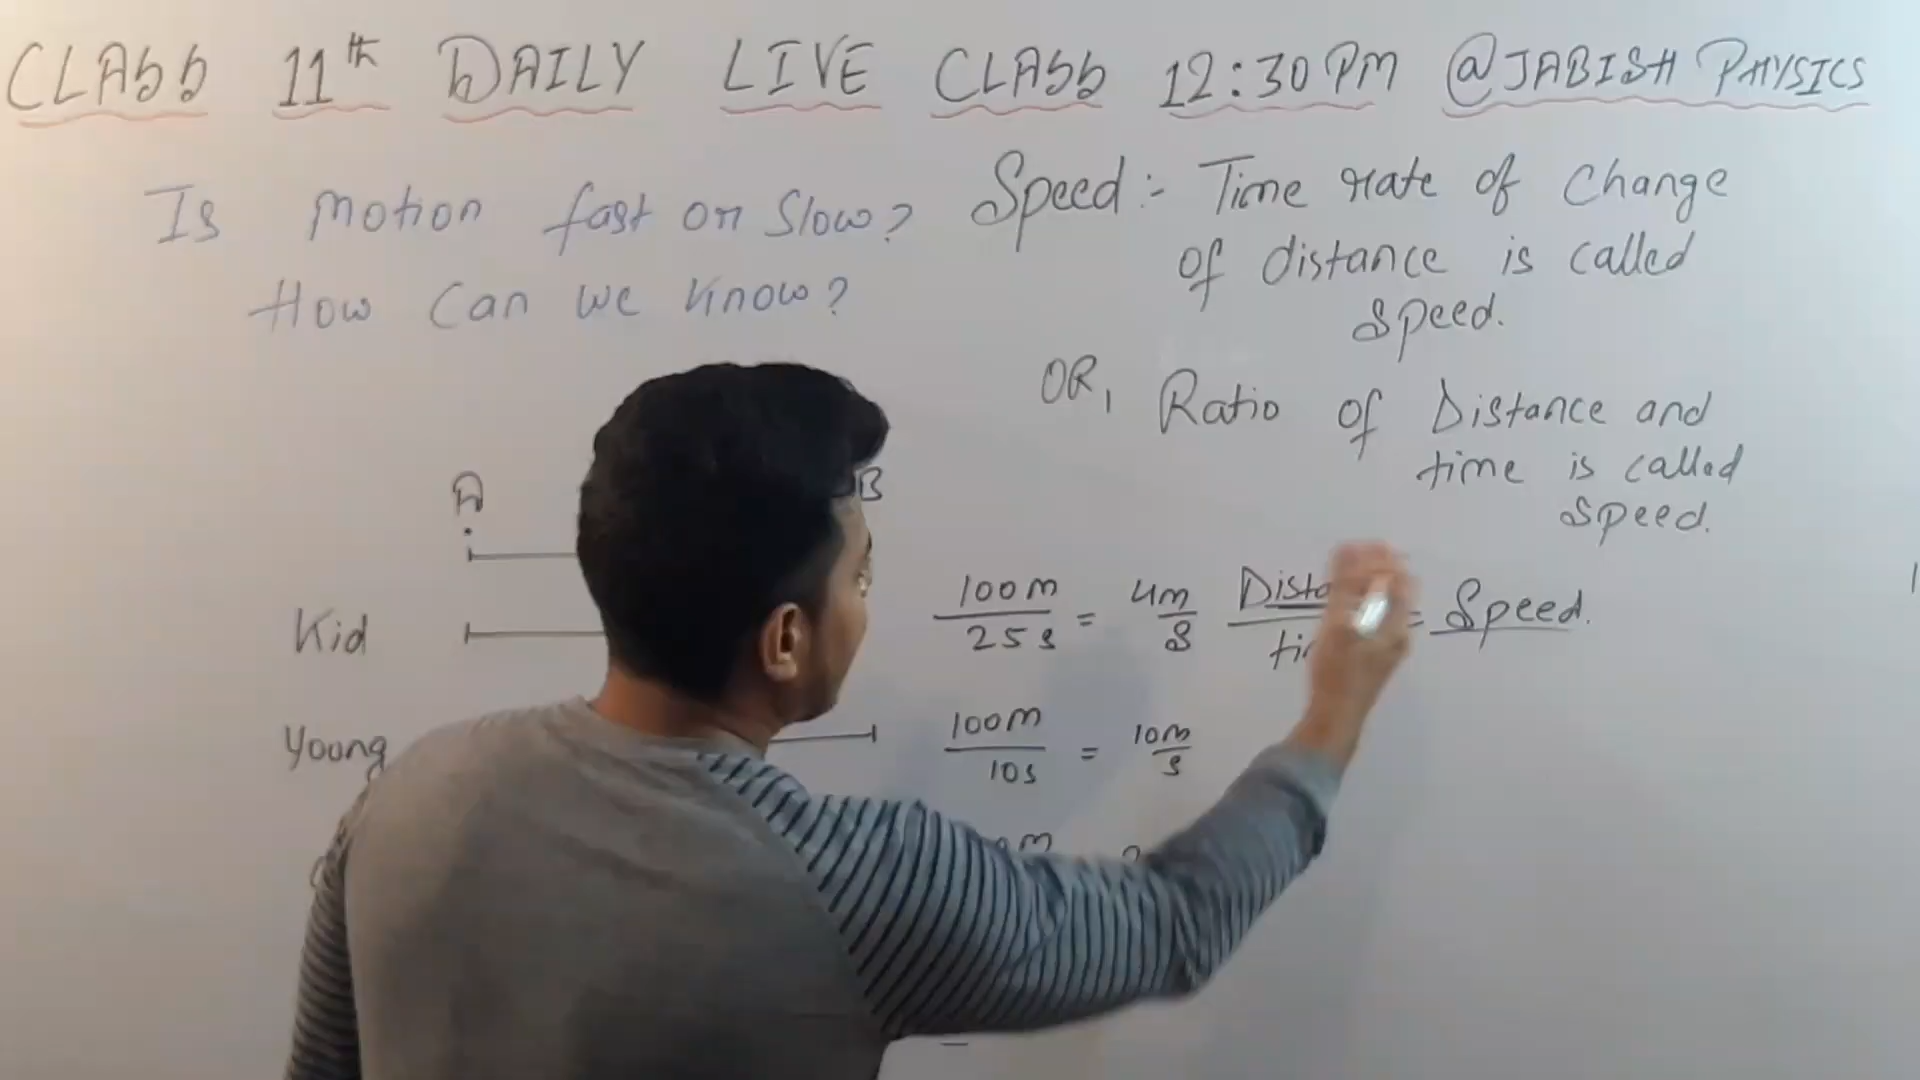 CLASS 11th DAILY LIVE CLASS 12:30 PM @JABISH PHYSICS
Is motion fast or slow?
How can we know?
Speed :- Time rate of change
of distance is called
speed.
OR, Ratio of Distance and
time is called
speed.
A B
Kid
100m / 25s = 4m/s
= Speed.
Young
100m / 10s = 10m/s